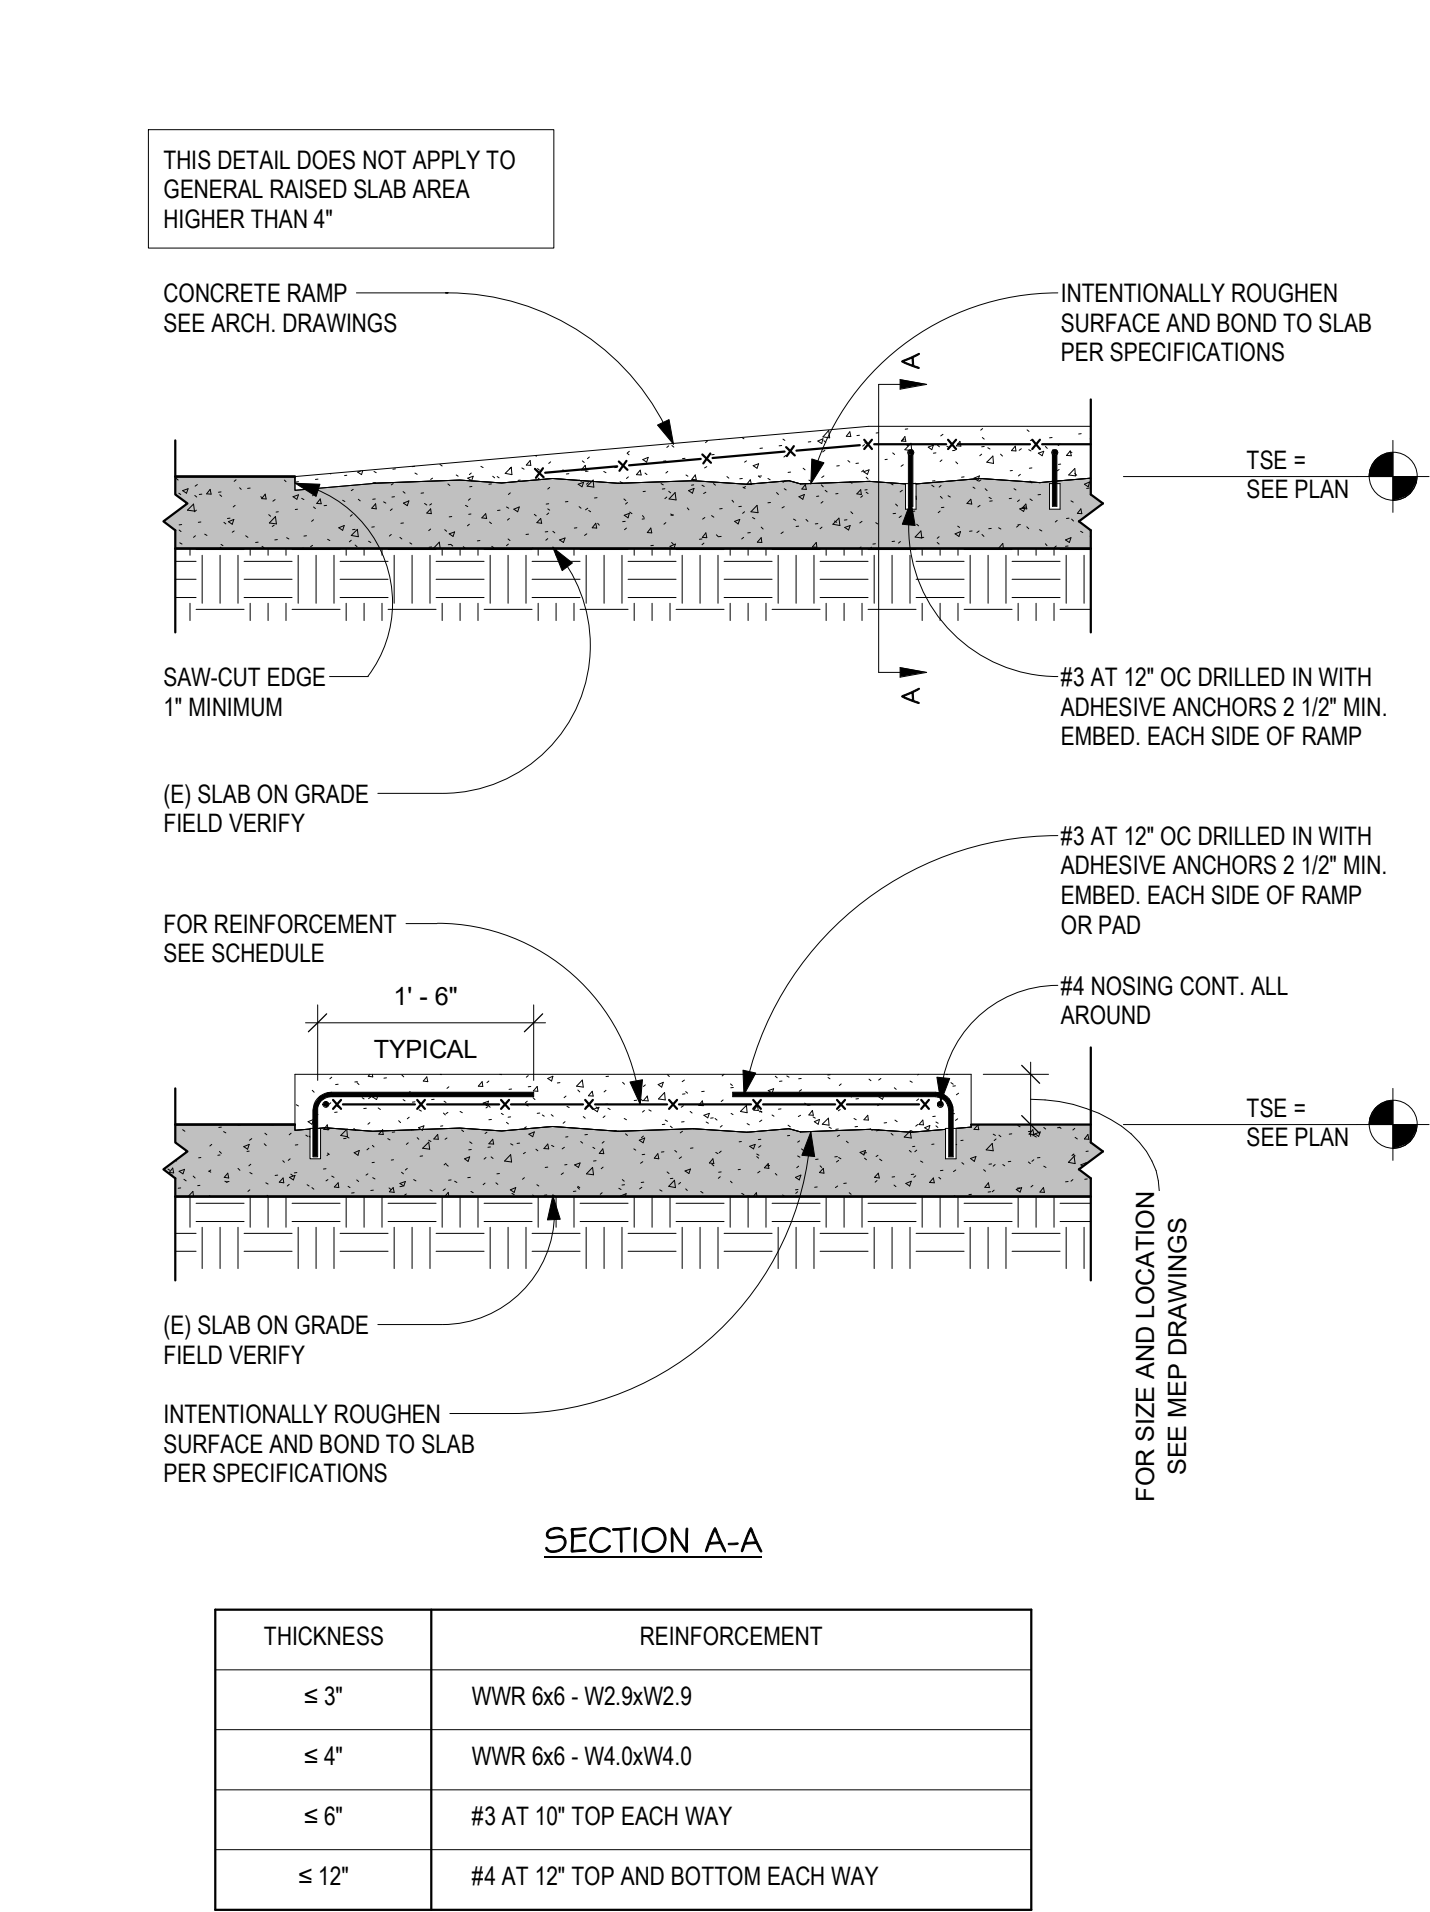 THIS DETAIL DOES NOT APPLY TO
GENERAL RAISED SLAB AREA
HIGHER THAN 4"
CONCRETE RAMP
SEE ARCH. DRAWINGS
INTENTIONALLY ROUGHEN
SURFACE AND BOND TO SLAB
PER SPECIFICATIONS
A
TSE =
SEE PLAN
A
SAW-CUT EDGE
1" MINIMUM
#3 AT 12" OC DRILLED IN WITH
ADHESIVE ANCHORS 2 1/2" MIN.
EMBED. EACH SIDE OF RAMP
(E) SLAB ON GRADE
FIELD VERIFY
#3 AT 12" OC DRILLED IN WITH
ADHESIVE ANCHORS 2 1/2" MIN.
EMBED. EACH SIDE OF RAMP
OR PAD
FOR REINFORCEMENT
SEE SCHEDULE
#4 NOSING CONT. ALL
AROUND
1' - 6"
TYPICAL
TSE =
SEE PLAN
FOR SIZE AND LOCATION
SEE MEP DRAWINGS
(E) SLAB ON GRADE
FIELD VERIFY
INTENTIONALLY ROUGHEN
SURFACE AND BOND TO SLAB
PER SPECIFICATIONS
SECTION A-A
THICKNESS REINFORCEMENT
≤ 3" WWR 6x6 - W2.9xW2.9
≤ 4" WWR 6x6 - W4.0xW4.0
≤ 6" #3 AT 10" TOP EACH WAY
≤ 12" #4 AT 12" TOP AND BOTTOM EACH WAY